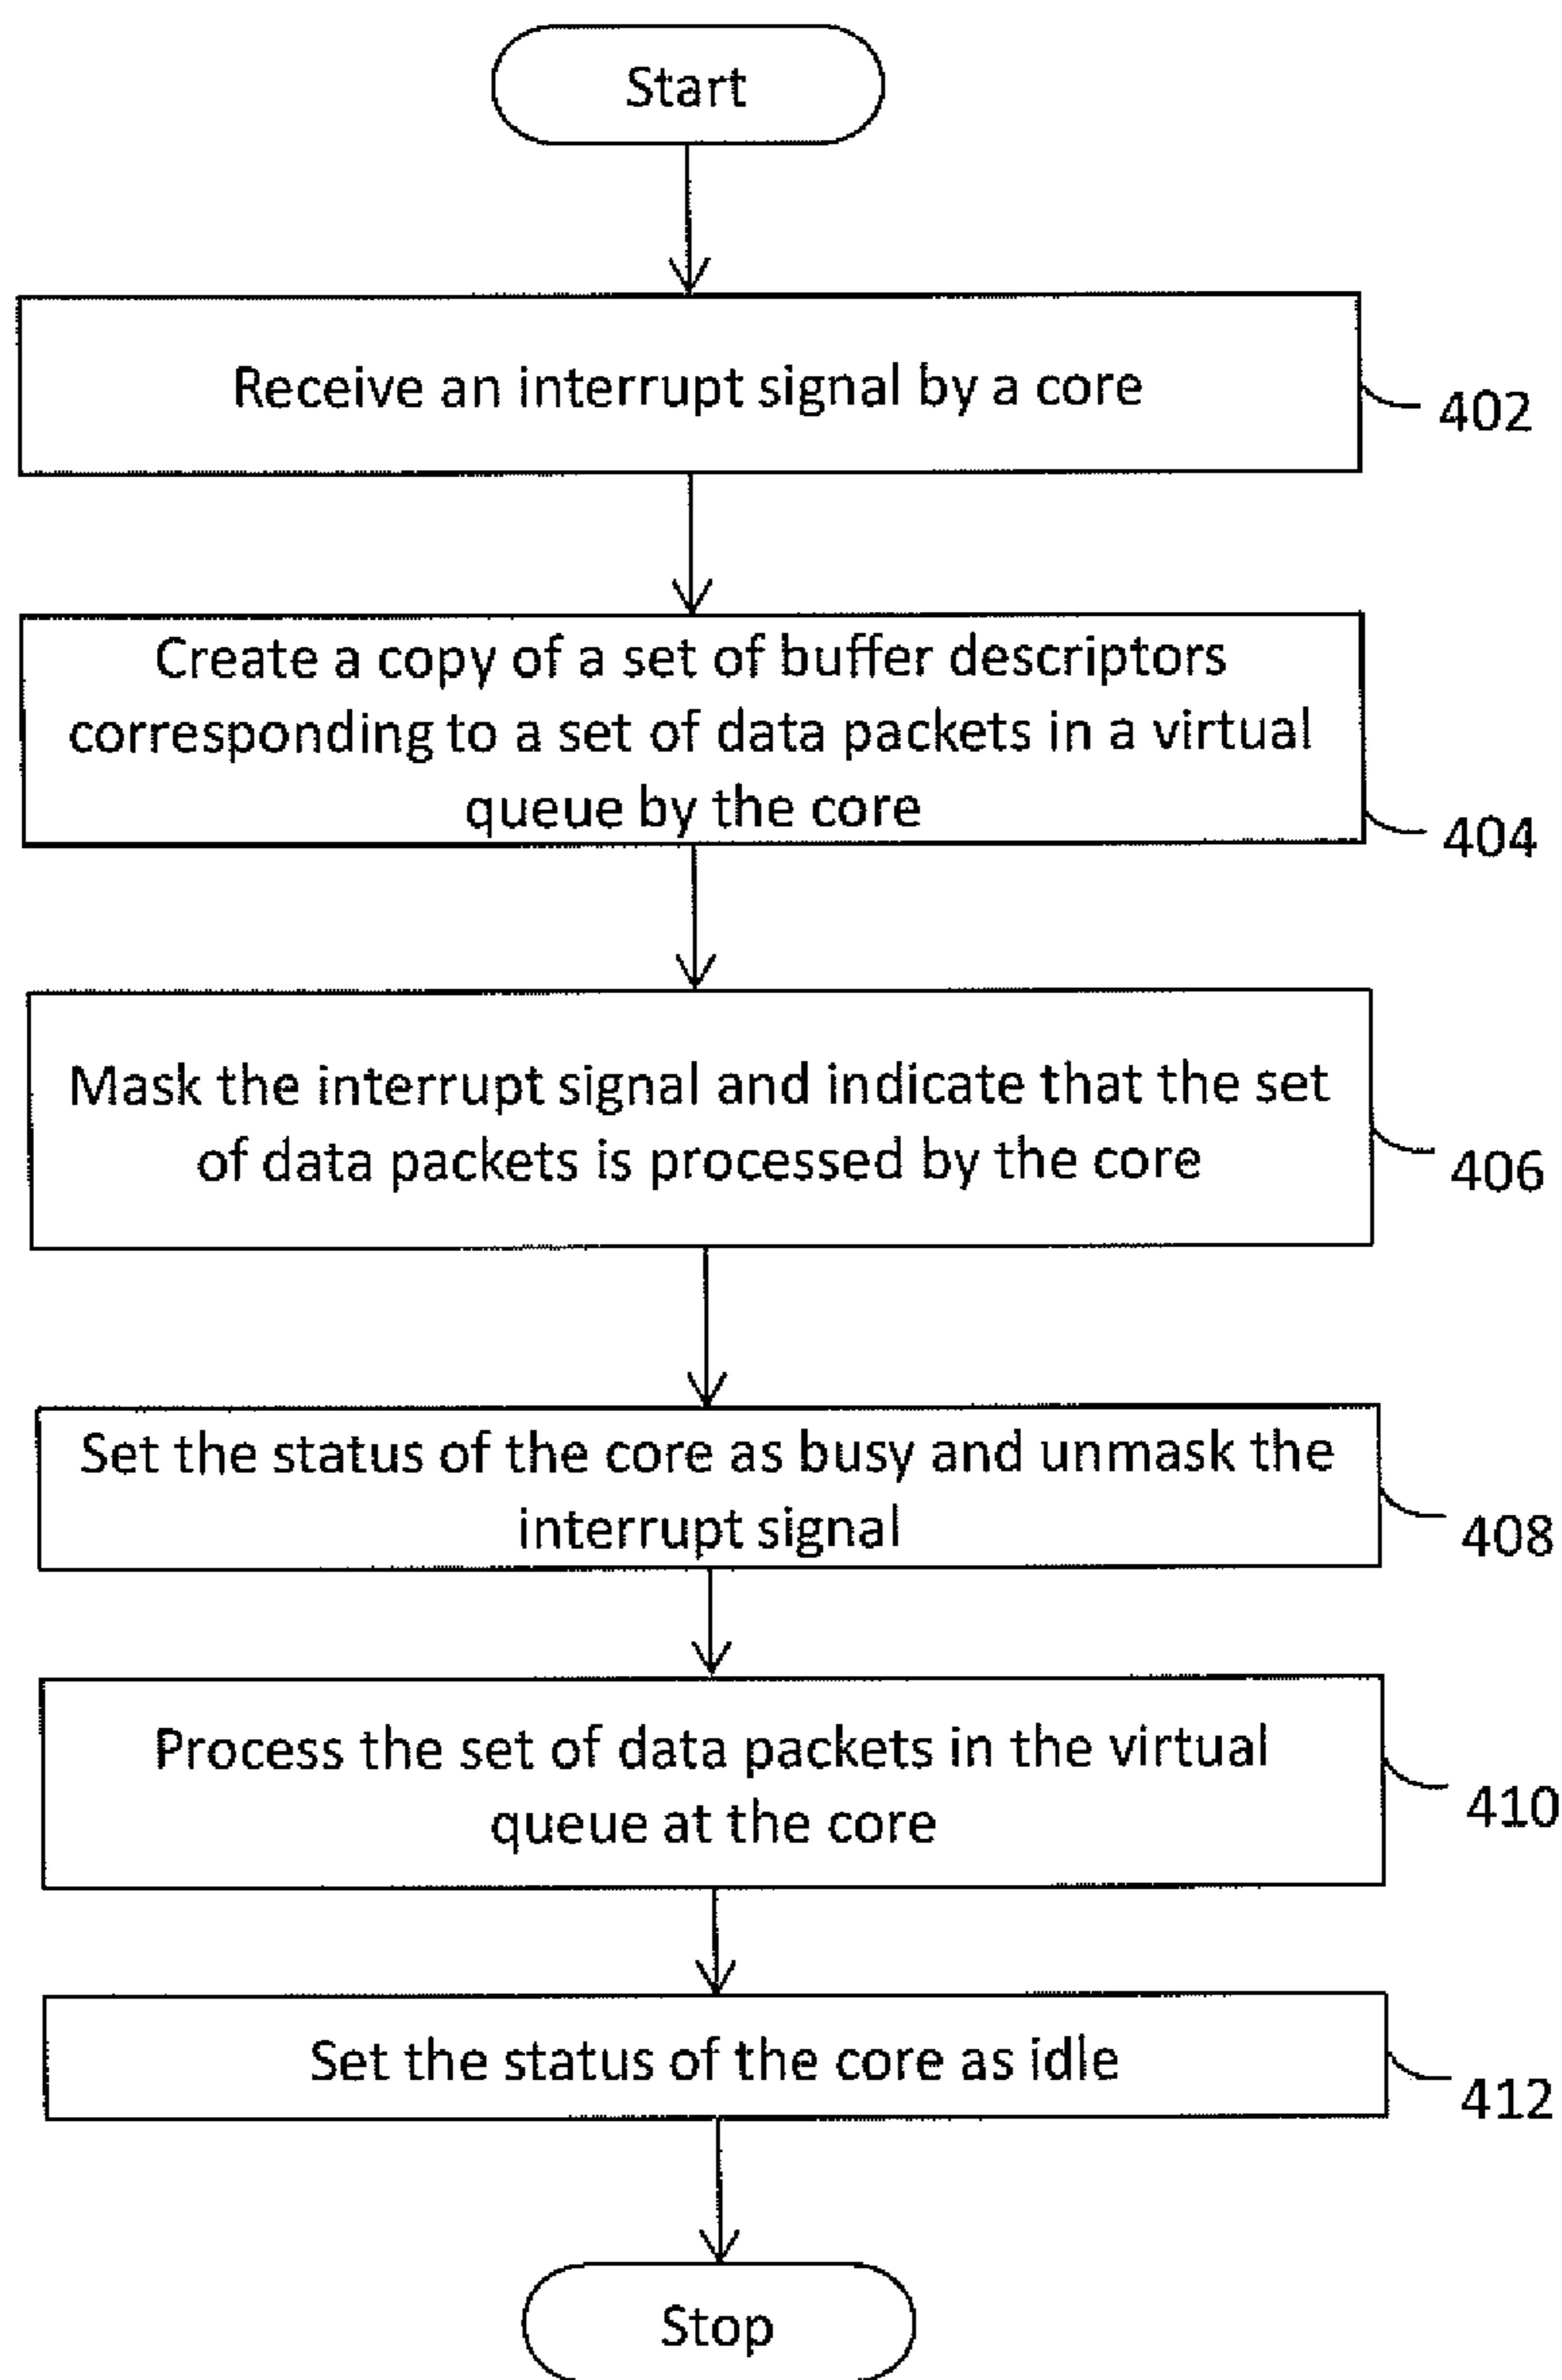 Start
Receive an interrupt signal by a core
402
Create a copy of a set of buffer descriptors
corresponding to a set of data packets in a virtual
queue by the core
404
Mask the interrupt signal and indicate that the set
of data packets is processed by the core
406
Set the status of the core as busy and unmask the
interrupt signal
408
Process the set of data packets in the virtual
queue at the core
410
Set the status of the core as idle
412
Stop